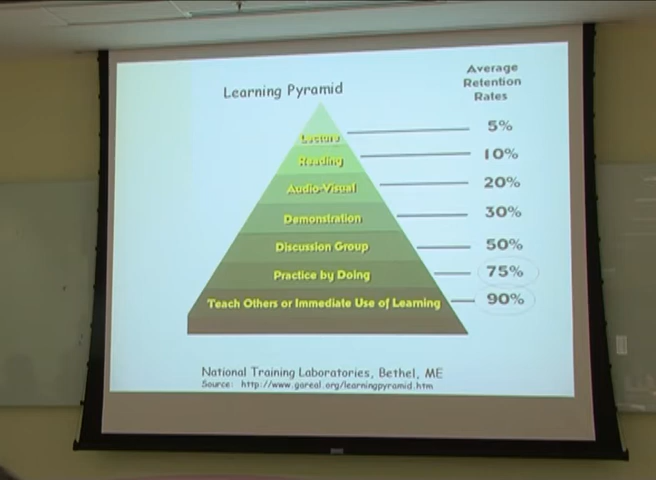 Learning Pyramid
Average
Retention
Rates
Lecture 5%
Reading 10%
Audio-Visual 20%
Demonstration 30%
Discussion Group 50%
Practice by Doing 75%
Teach Others or Immediate Use of Learning 90%
National Training Laboratories, Bethel, ME
Source: http://www.gareal.org/learningpyramid.htm